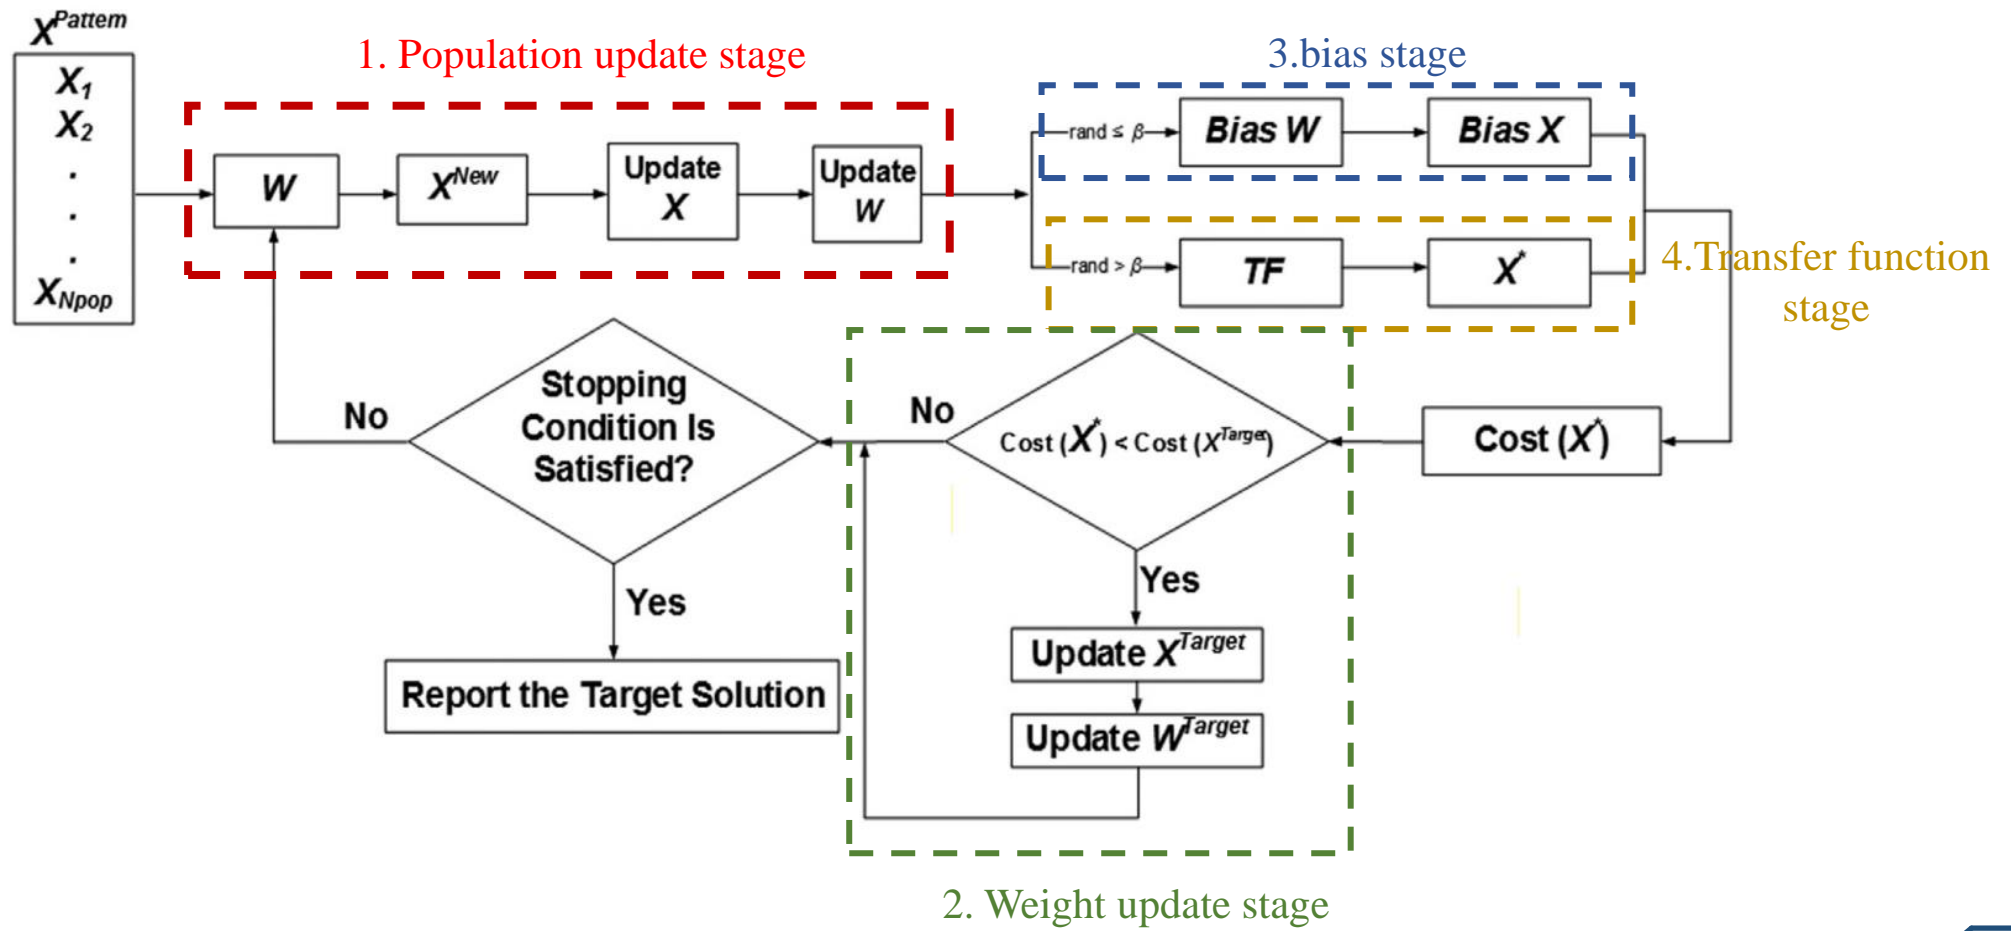 X^Pattem
X1
X2
.
.
.
XNpop
1. Population update stage
W
X^New
Update
X
Update
W
3.bias stage
rand ≤ β
Bias W
Bias X
rand > β
TF
X*
4.Transfer function
stage
Stopping
Condition Is
Satisfied?
No
Yes
Report the Target Solution
No
Cost (X*) < Cost (X^Target)
Cost (X*)
Yes
Update X^Target
Update W^Target
2. Weight update stage